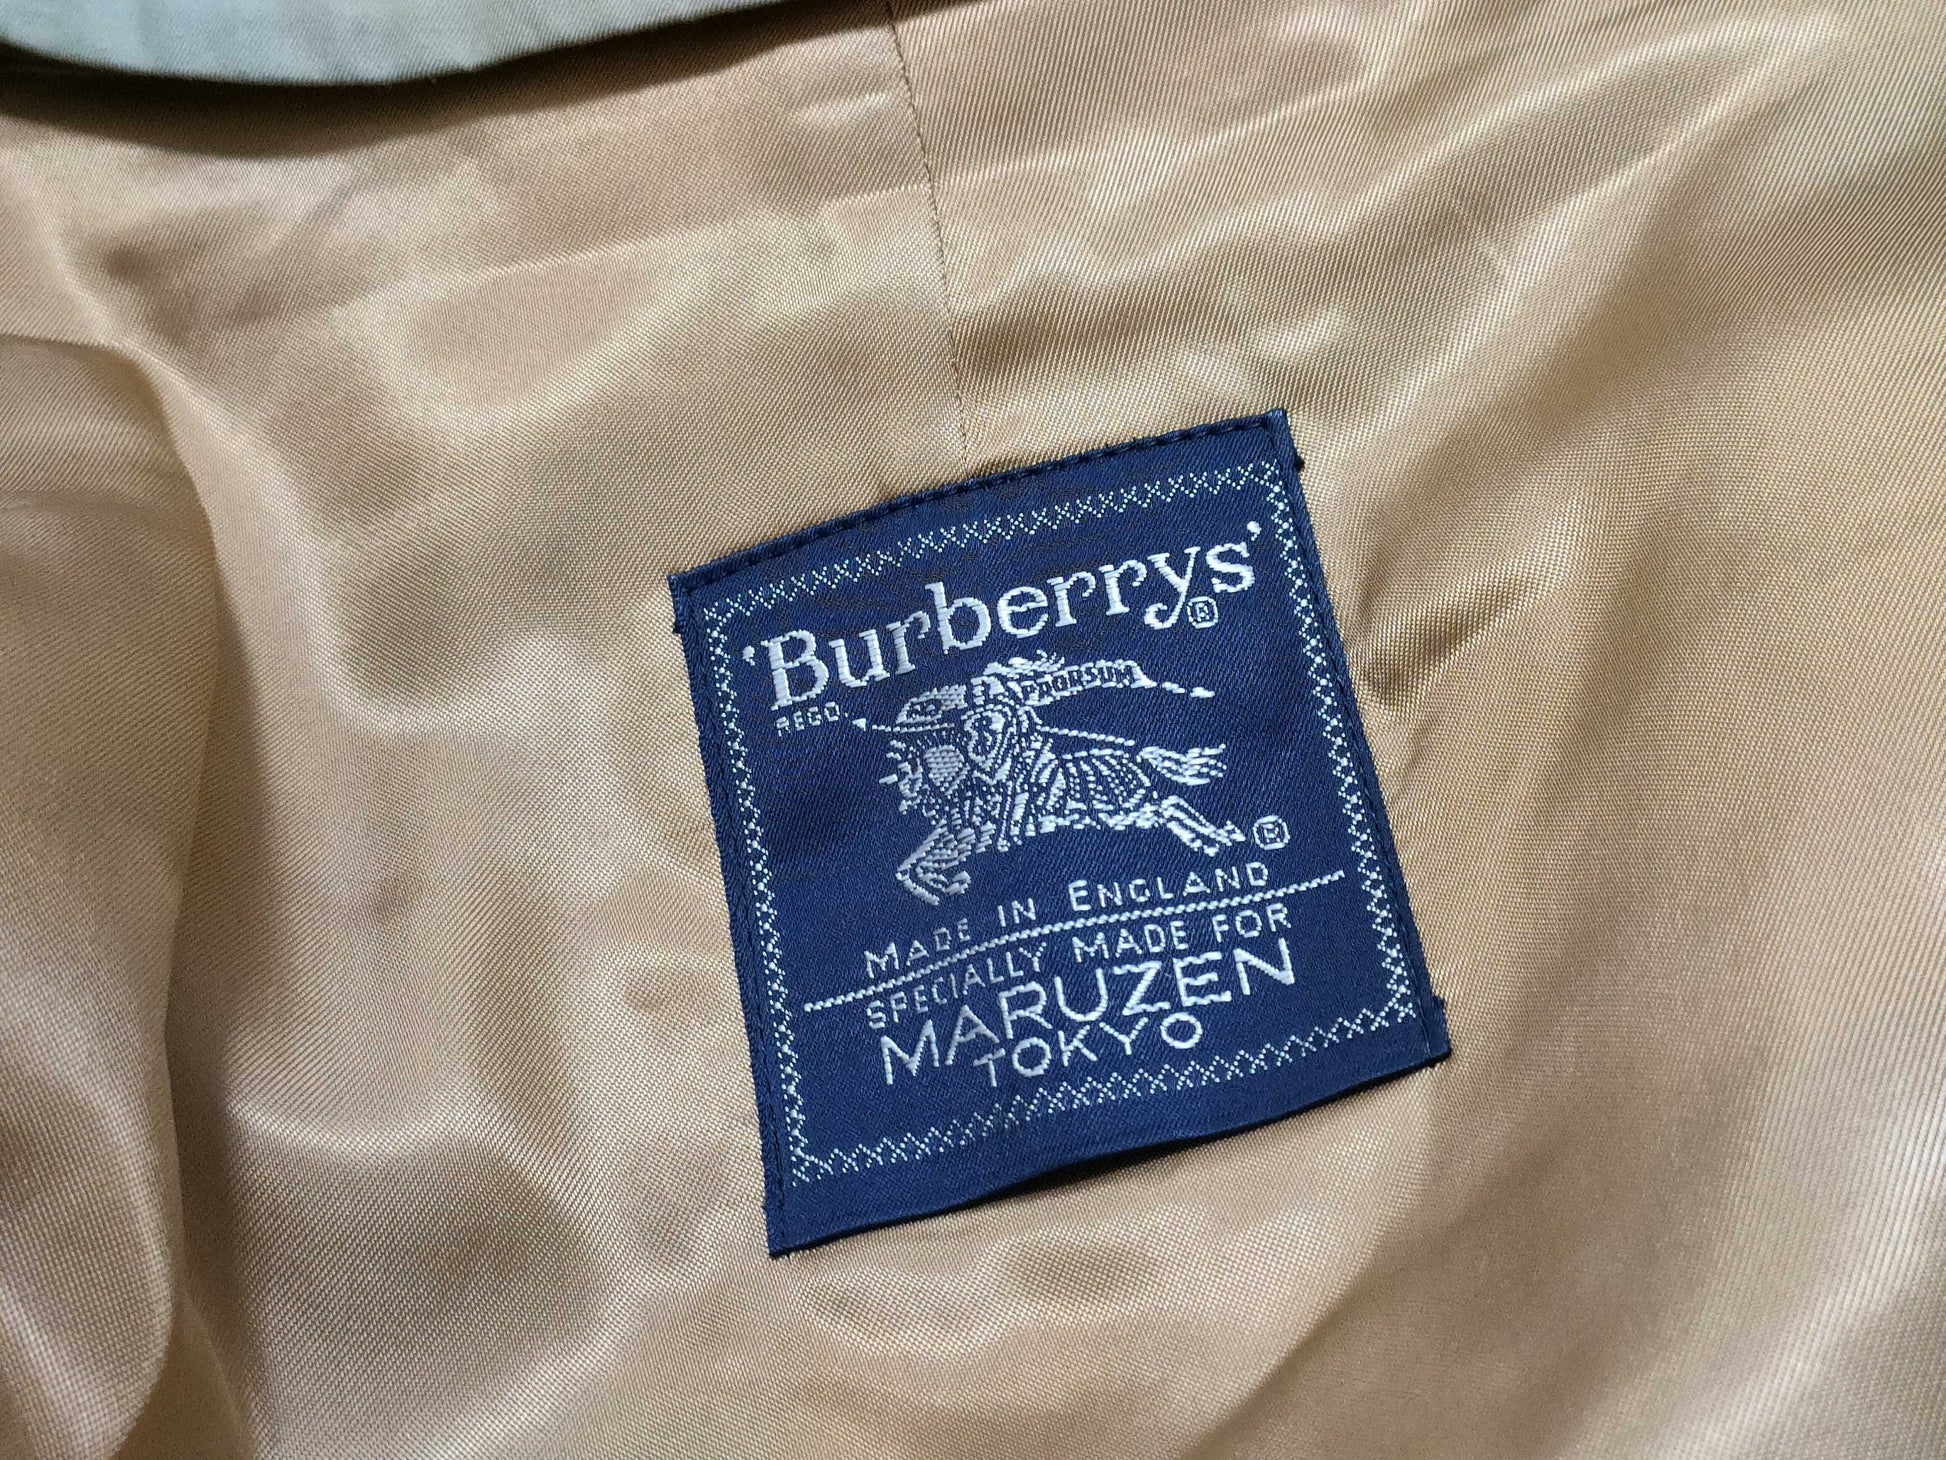 'Burberrys'®
REGD
PRORSUM
®
MADE IN ENGLAND
SPECIALLY MADE FOR
MARUZEN
TOKYO